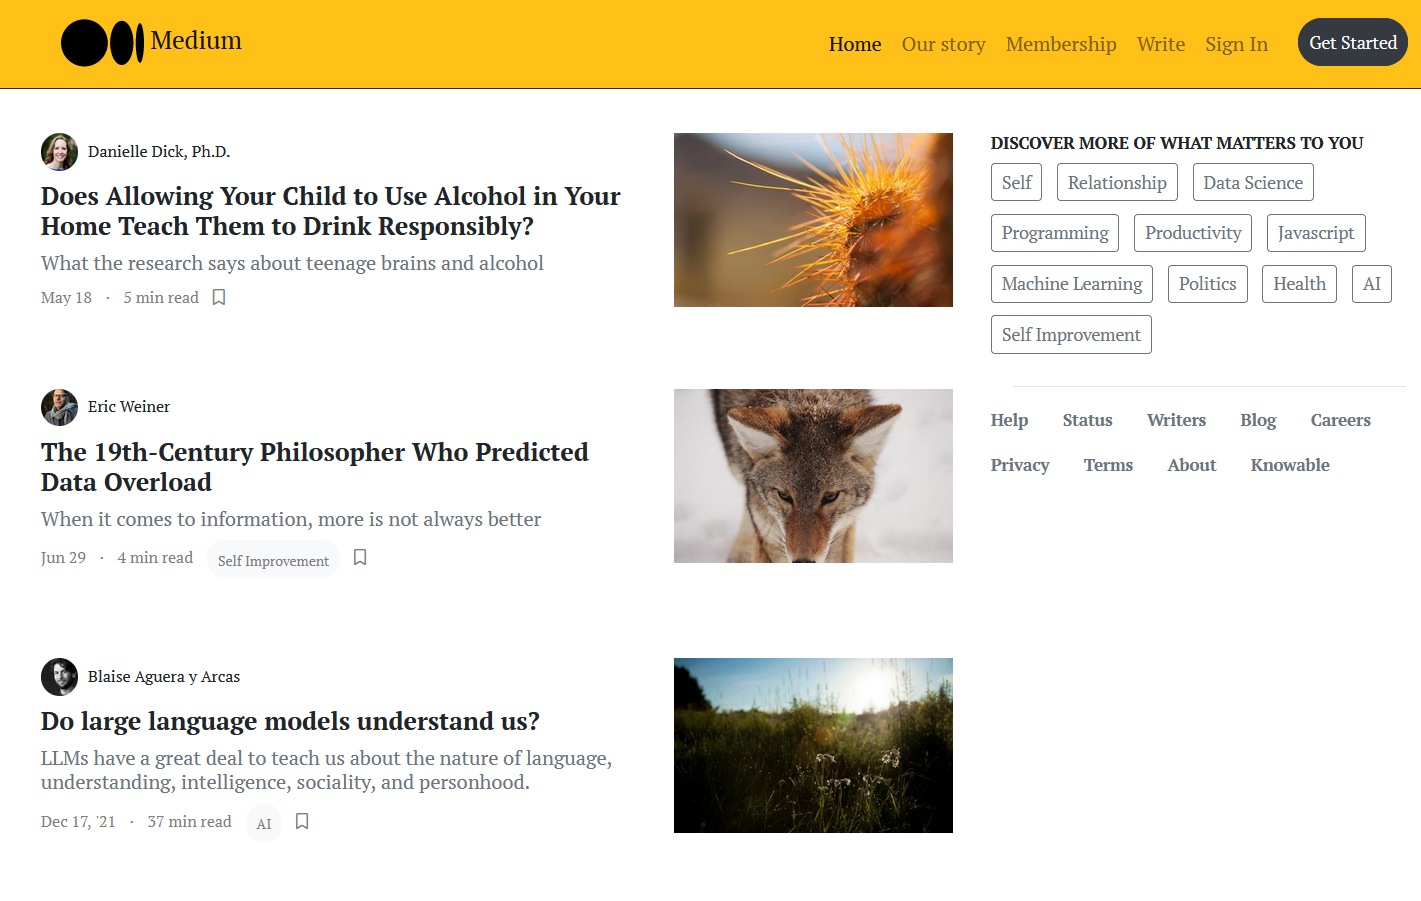 Medium
Home Our story Membership Write Sign In Get Started
Danielle Dick, Ph.D.
Does Allowing Your Child to Use Alcohol in Your
Home Teach Them to Drink Responsibly?
What the research says about teenage brains and alcohol
May 18 · 5 min read
Eric Weiner
The 19th-Century Philosopher Who Predicted
Data Overload
When it comes to information, more is not always better
Jun 29 · 4 min read Self Improvement
Blaise Aguera y Arcas
Do large language models understand us?
LLMs have a great deal to teach us about the nature of language,
understanding, intelligence, sociality, and personhood.
Dec 17, '21 · 37 min read AI
DISCOVER MORE OF WHAT MATTERS TO YOU
Self Relationship Data Science
Programming Productivity Javascript
Machine Learning Politics Health AI
Self Improvement
Help Status Writers Blog Careers
Privacy Terms About Knowable